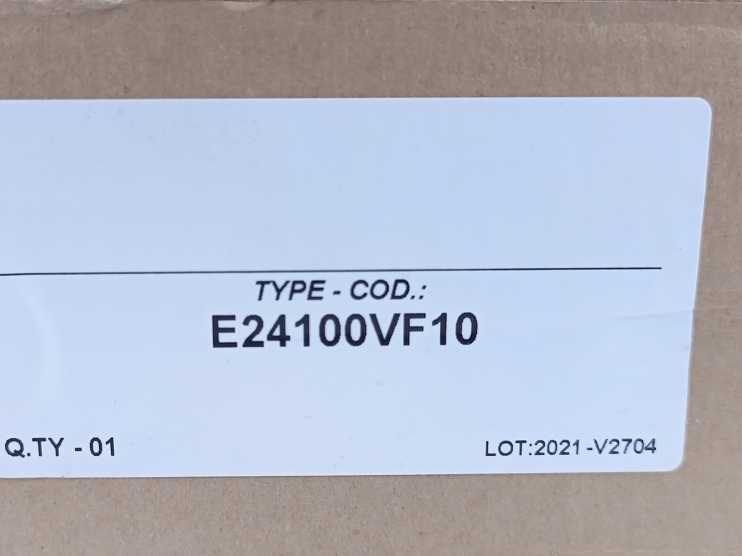 TYPE - COD.:
E24100VF10
Q.TY - 01
LOT:2021-V2704